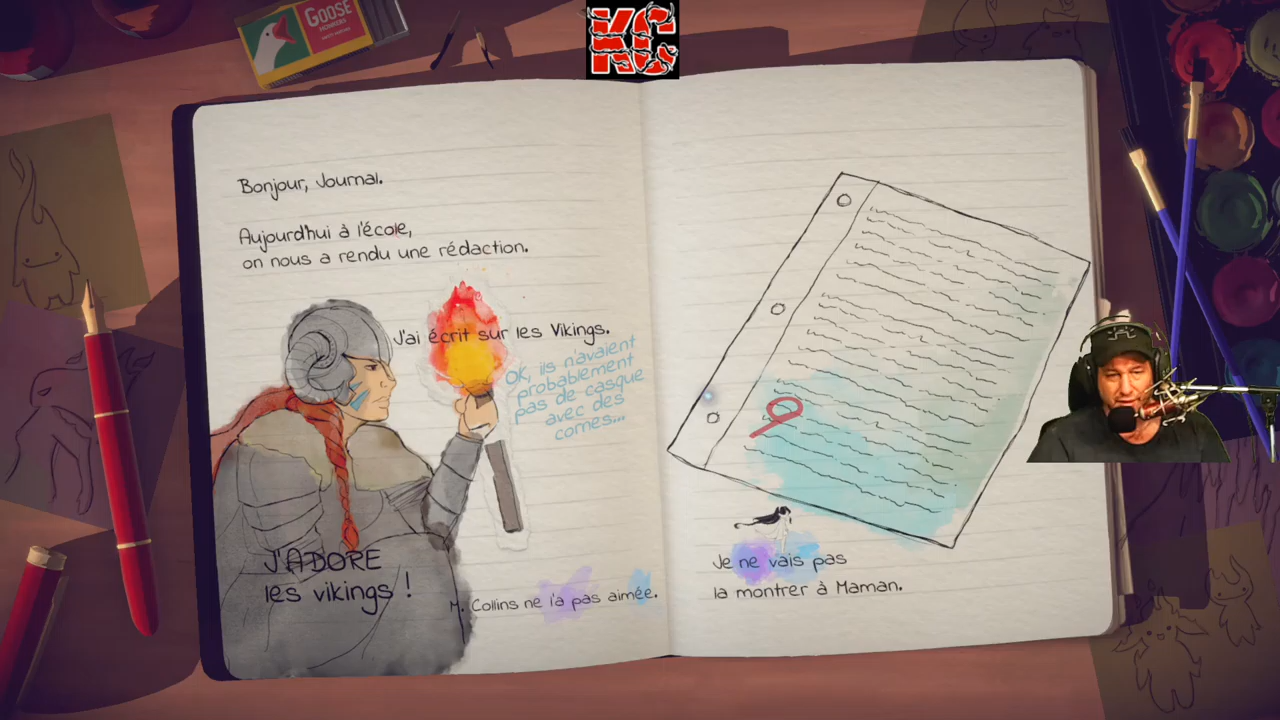 GOOSE
KC
Bonjour, Journal.
Aujourd'hui à l'école,
on nous a rendu une rédaction.
J'ai écrit sur les Vikings.
OK, ils n'avaient
probablement
pas de casque
avec des
cornes...
J'ADORE
les vikings !
M. Collins ne l'a pas aimée.
Je ne vais pas
la montrer à Maman.